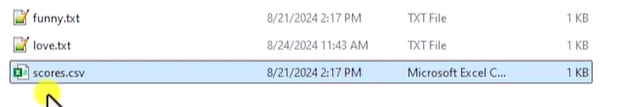 funny.txt 8/21/2024 2:17 PM TXT File 1 KB
love.txt 8/24/2024 11:43 AM TXT File 1 KB
scores.csv 8/21/2024 2:17 PM Microsoft Excel C... 1 KB